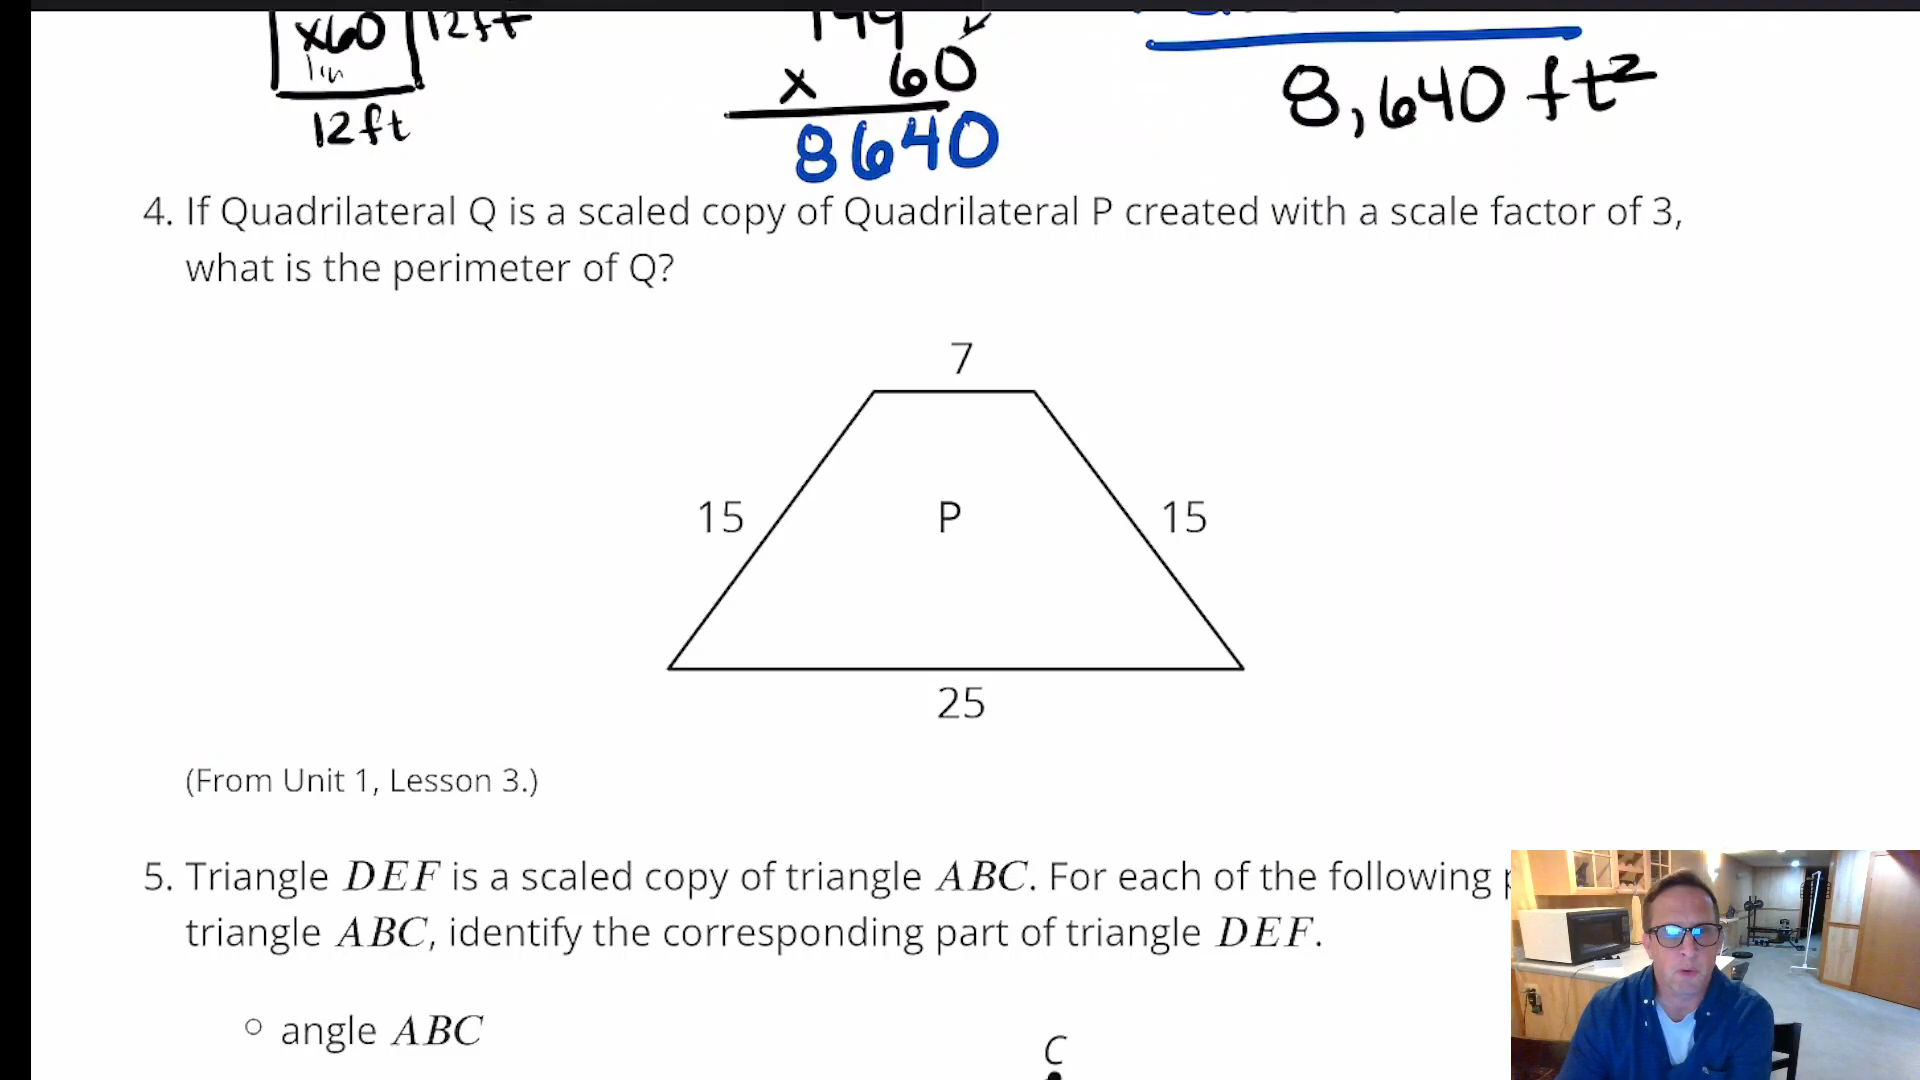 x60
1in
12ft
12ft
144
x 60
8640
8,640 ft²
4. If Quadrilateral Q is a scaled copy of Quadrilateral P created with a scale factor of 3,
what is the perimeter of Q?
7
15
P
15
25
(From Unit 1, Lesson 3.)
5. Triangle DEF is a scaled copy of triangle ABC. For each of the following
triangle ABC, identify the corresponding part of triangle DEF.
○ angle ABC
C